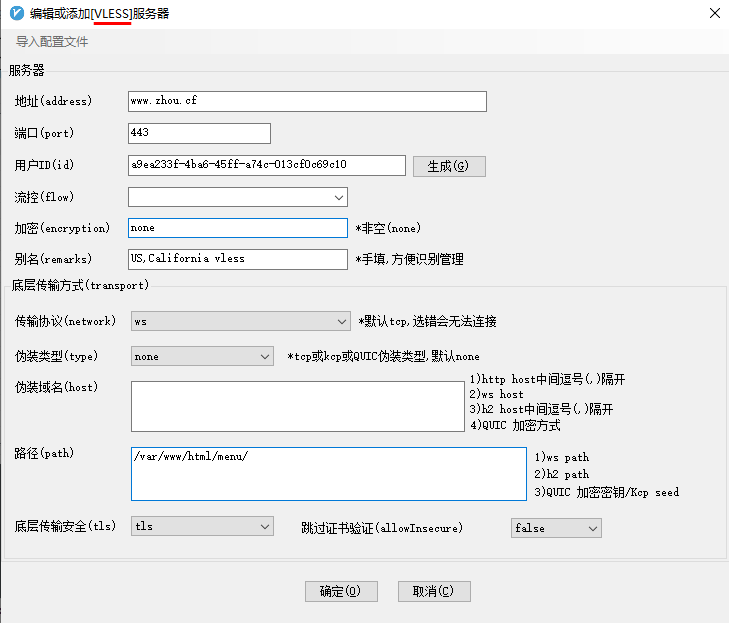 编辑或添加[VLESS]服务器
导入配置文件
服务器
地址(address) www.zhou.cf
端口(port) 443
用户ID(id) a9ea233f-4ba6-45ff-a74c-013cf0c69c10 生成(G)
流控(flow)
加密(encryption) none *非空(none)
别名(remarks) US,California vless *手填,方便识别管理
底层传输方式(transport)
传输协议(network) ws *默认tcp,选错会无法连接
伪装类型(type) none *tcp或kcp或QUIC伪装类型,默认none
伪装域名(host)
1)http host中间逗号(,)隔开
2)ws host
3)h2 host中间逗号(,)隔开
4)QUIC 加密方式
路径(path) /var/www/html/menu/
1)ws path
2)h2 path
3)QUIC 加密密钥/Kcp seed
底层传输安全(tls) tls 跳过证书验证(allowInsecure) false
确定(O) 取消(C)